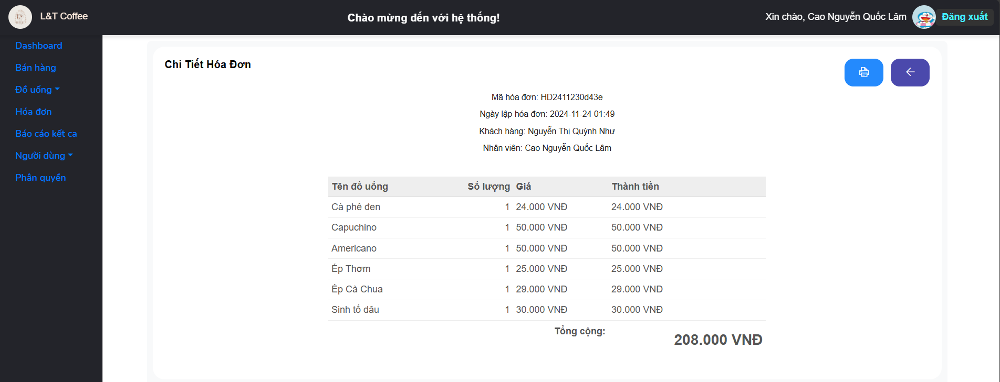 L&T Coffee
Chào mừng đến với hệ thống!
Xin chào, Cao Nguyễn Quốc Lâm
Đăng xuất
Dashboard
Bán hàng
Đồ uống
Hóa đơn
Báo cáo kết ca
Người dùng
Phân quyền
Chi Tiết Hóa Đơn
Mã hóa đơn: HD2411230d43e
Ngày lập hóa đơn: 2024-11-24 01:49
Khách hàng: Nguyễn Thị Quỳnh Như
Nhân viên: Cao Nguyễn Quốc Lâm
Tên đồ uống Số lượng Giá Thành tiền
Cà phê đen 1 24.000 VNĐ 24.000 VNĐ
Capuchino 1 50.000 VNĐ 50.000 VNĐ
Americano 1 50.000 VNĐ 50.000 VNĐ
Ép Thơm 1 25.000 VNĐ 25.000 VNĐ
Ép Cà Chua 1 29.000 VNĐ 29.000 VNĐ
Sinh tố dâu 1 30.000 VNĐ 30.000 VNĐ
Tổng cộng: 208.000 VNĐ